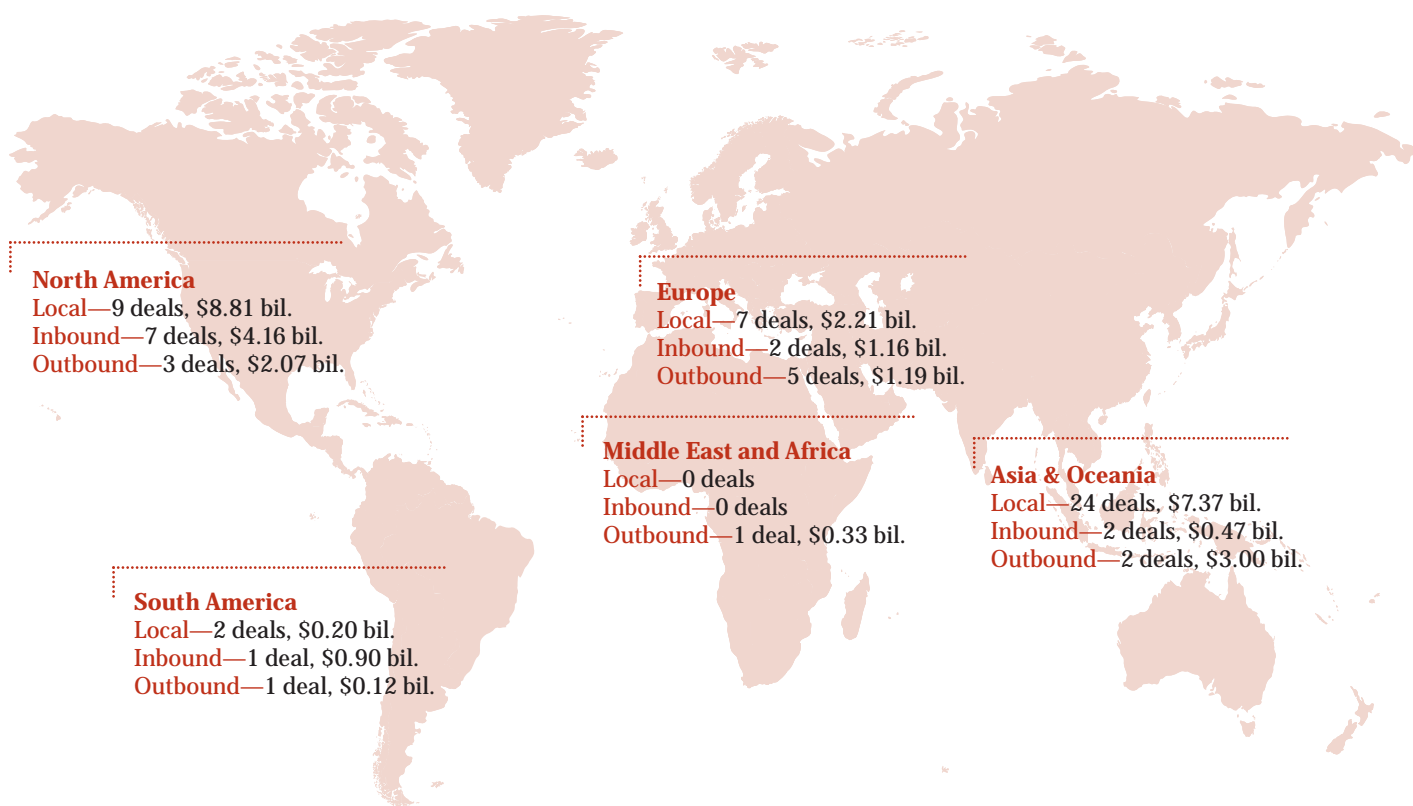 North America
Local—9 deals, $8.81 bil.
Inbound—7 deals, $4.16 bil.
Outbound—3 deals, $2.07 bil.
Europe
Local—7 deals, $2.21 bil.
Inbound—2 deals, $1.16 bil.
Outbound—5 deals, $1.19 bil.
Middle East and Africa
Local—0 deals
Inbound—0 deals
Outbound—1 deal, $0.33 bil.
Asia & Oceania
Local—24 deals, $7.37 bil.
Inbound—2 deals, $0.47 bil.
Outbound—2 deals, $3.00 bil.
South America
Local—2 deals, $0.20 bil.
Inbound—1 deal, $0.90 bil.
Outbound—1 deal, $0.12 bil.